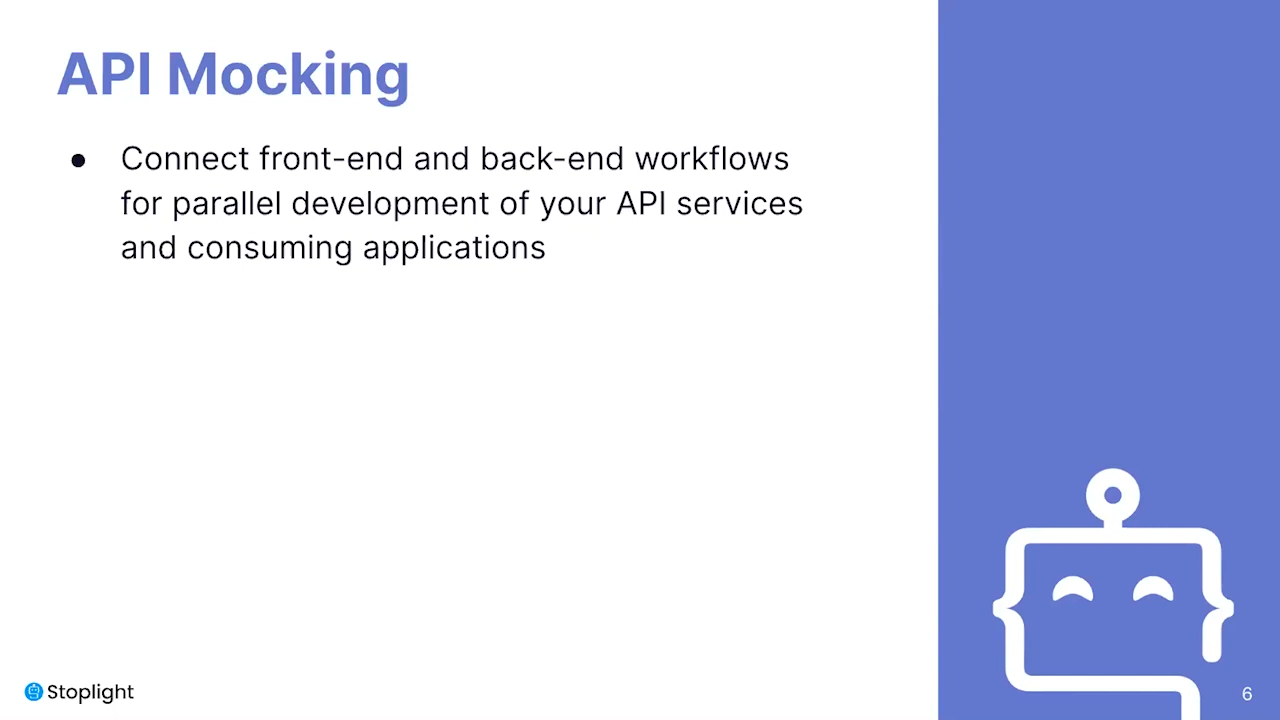 API Mocking
● Connect front-end and back-end workflows
for parallel development of your API services
and consuming applications
Stoplight
6